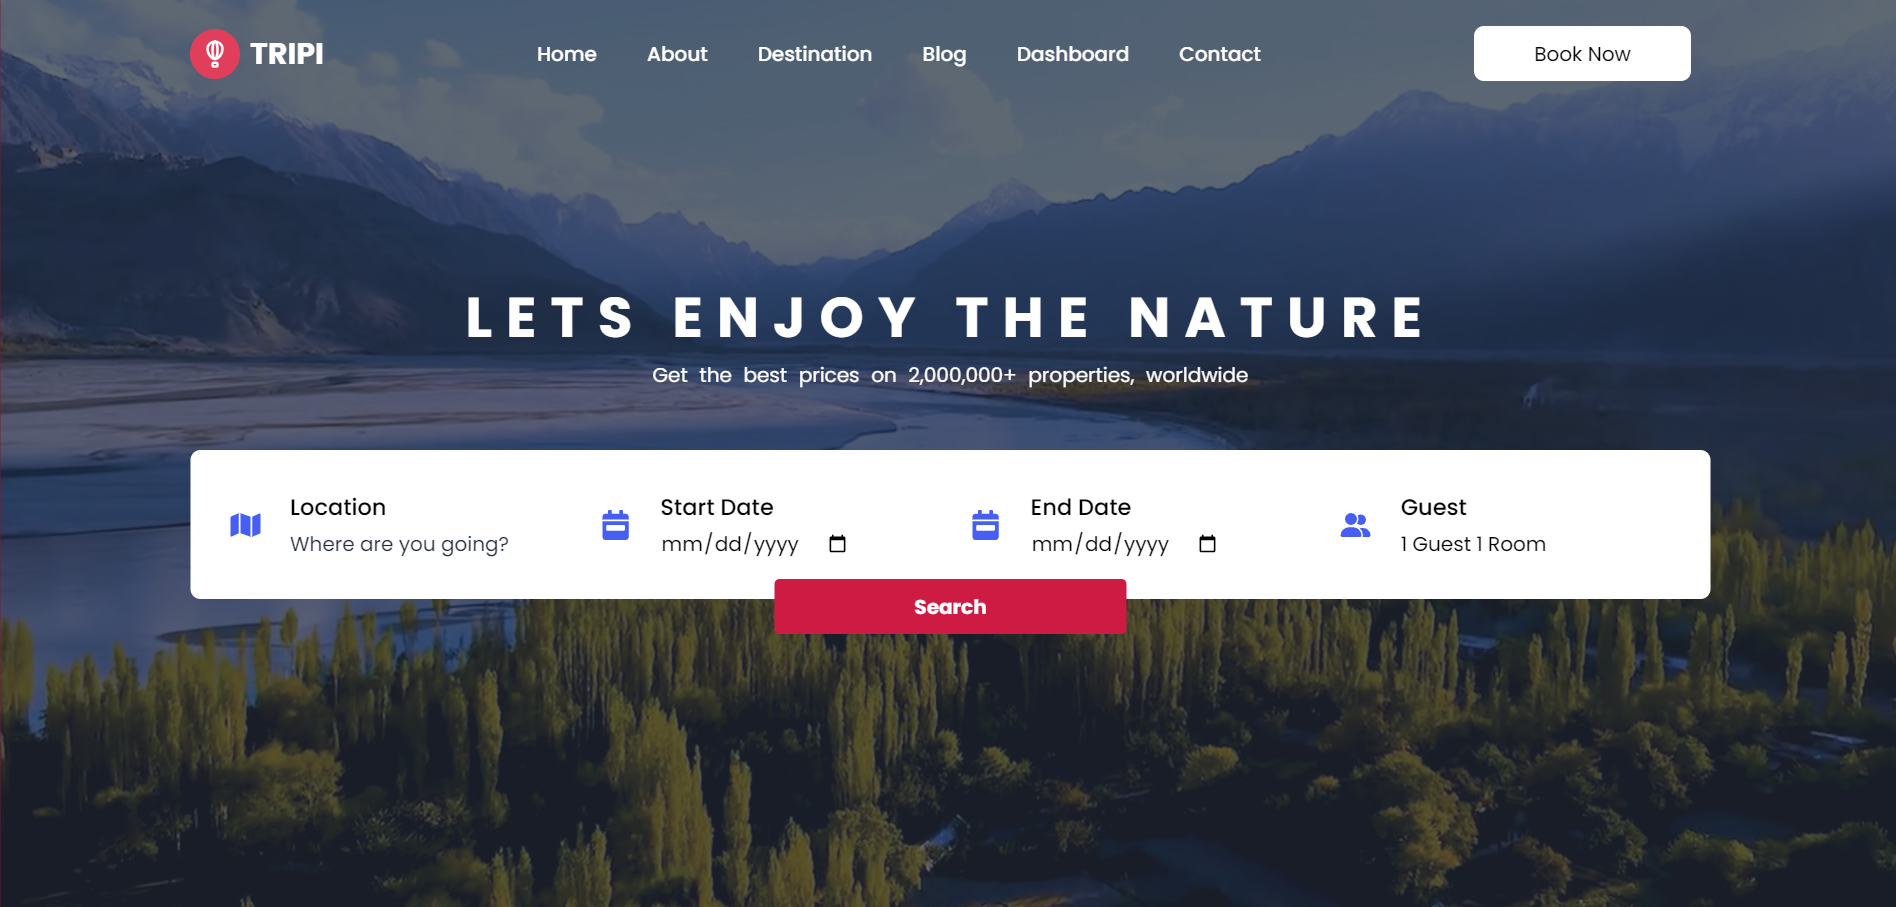 TRIPI
Home About Destination Blog Dashboard Contact
Book Now
LETS ENJOY THE NATURE
Get the best prices on 2,000,000+ properties, worldwide
Location Start Date End Date Guest
Where are you going? mm/dd/yyyy mm/dd/yyyy 1 Guest 1 Room
Search